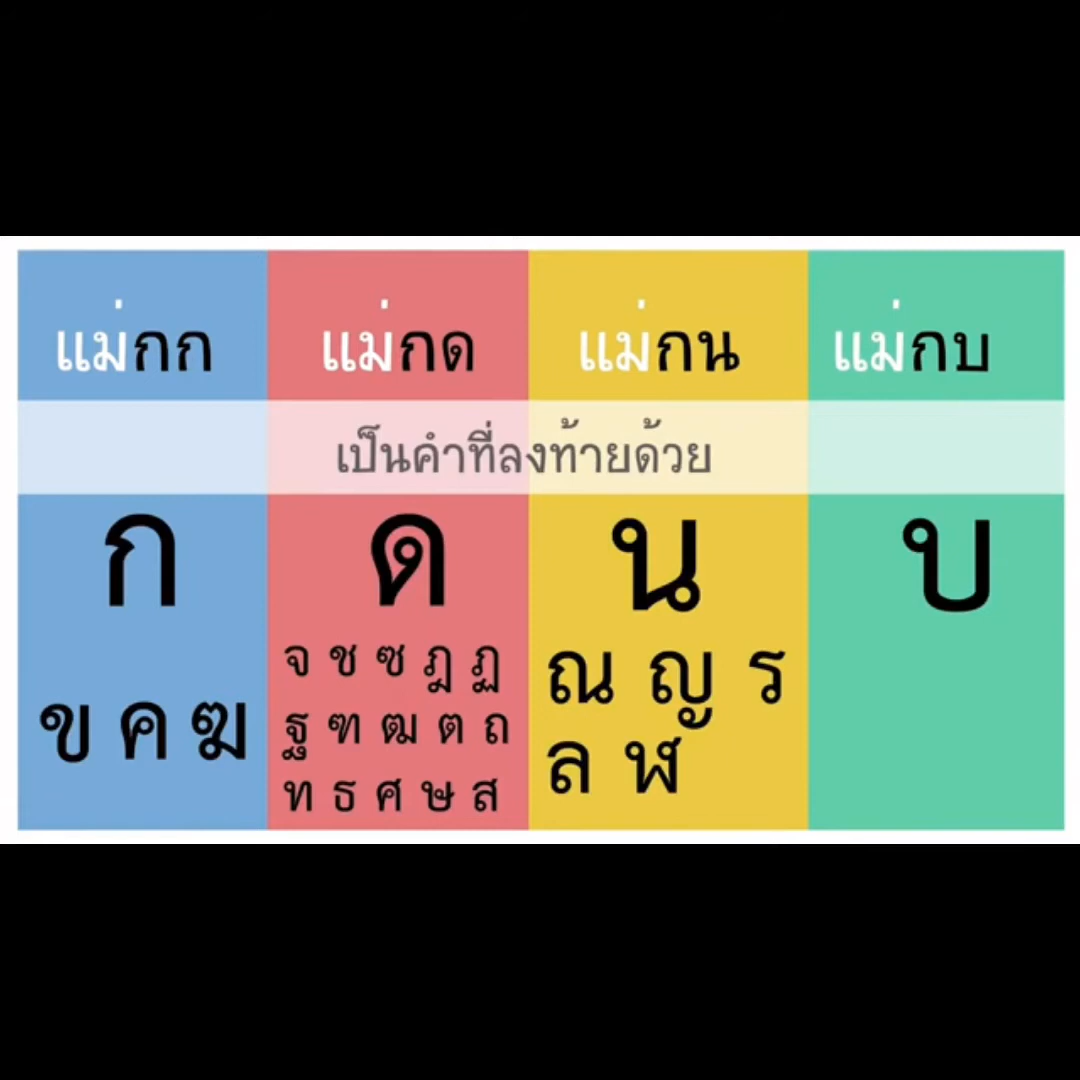 แม่กก แม่กด แม่กน แม่กบ
เป็นคำที่ลงท้ายด้วย
ก ด น บ
ข ค ฆ
จ ช ซ ฎ ฏ
ฐ ฑ ฒ ต ถ
ท ธ ศ ษ ส
ณ ญ ร
ล ฬ